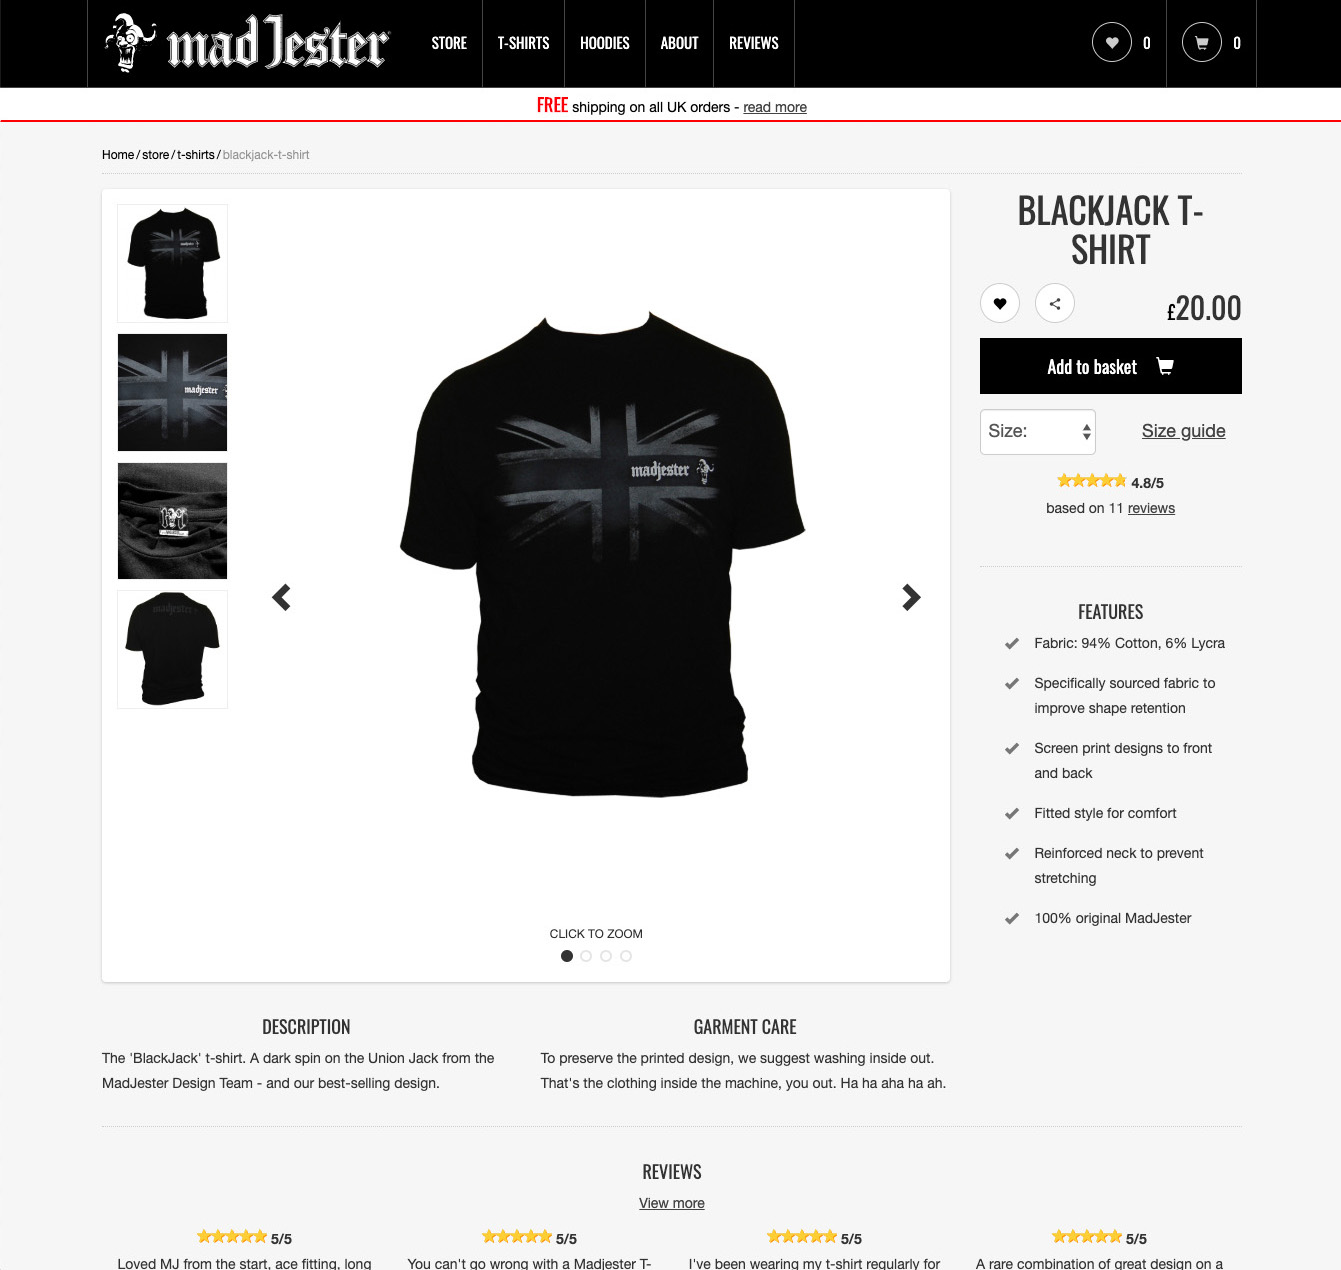 madJester
STORE
T-SHIRTS
HOODIES
ABOUT
REVIEWS
0
0
FREE shipping on all UK orders - read more
Home / store / t-shirts / blackjack-t-shirt
madjester
madjester
madjester
madjester
CLICK TO ZOOM
BLACKJACK T-
SHIRT
£20.00
Add to basket
Size:
Size guide
4.8/5
based on 11 reviews
FEATURES
Fabric: 94% Cotton, 6% Lycra
Specifically sourced fabric to
improve shape retention
Screen print designs to front
and back
Fitted style for comfort
Reinforced neck to prevent
stretching
100% original MadJester
DESCRIPTION
The 'BlackJack' t-shirt. A dark spin on the Union Jack from the
MadJester Design Team - and our best-selling design.
GARMENT CARE
To preserve the printed design, we suggest washing inside out.
That's the clothing inside the machine, you out. Ha ha aha ha ah.
REVIEWS
View more
5/5
Loved MJ from the start, ace fitting, long
5/5
You can't go wrong with a Madjester T-
5/5
I've been wearing my t-shirt regularly for
5/5
A rare combination of great design on a